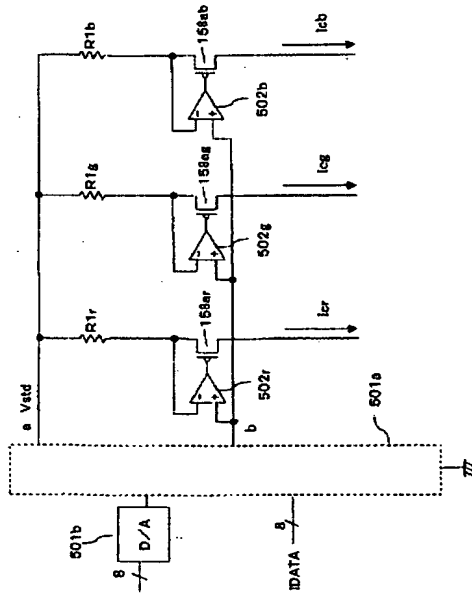 a Vstd
R1r
R1g
R1b
158ar
158ag
158ab
502r
502g
502b
b
Icr
Icg
Icb
501a
501b
D/A
8
8
IDATA